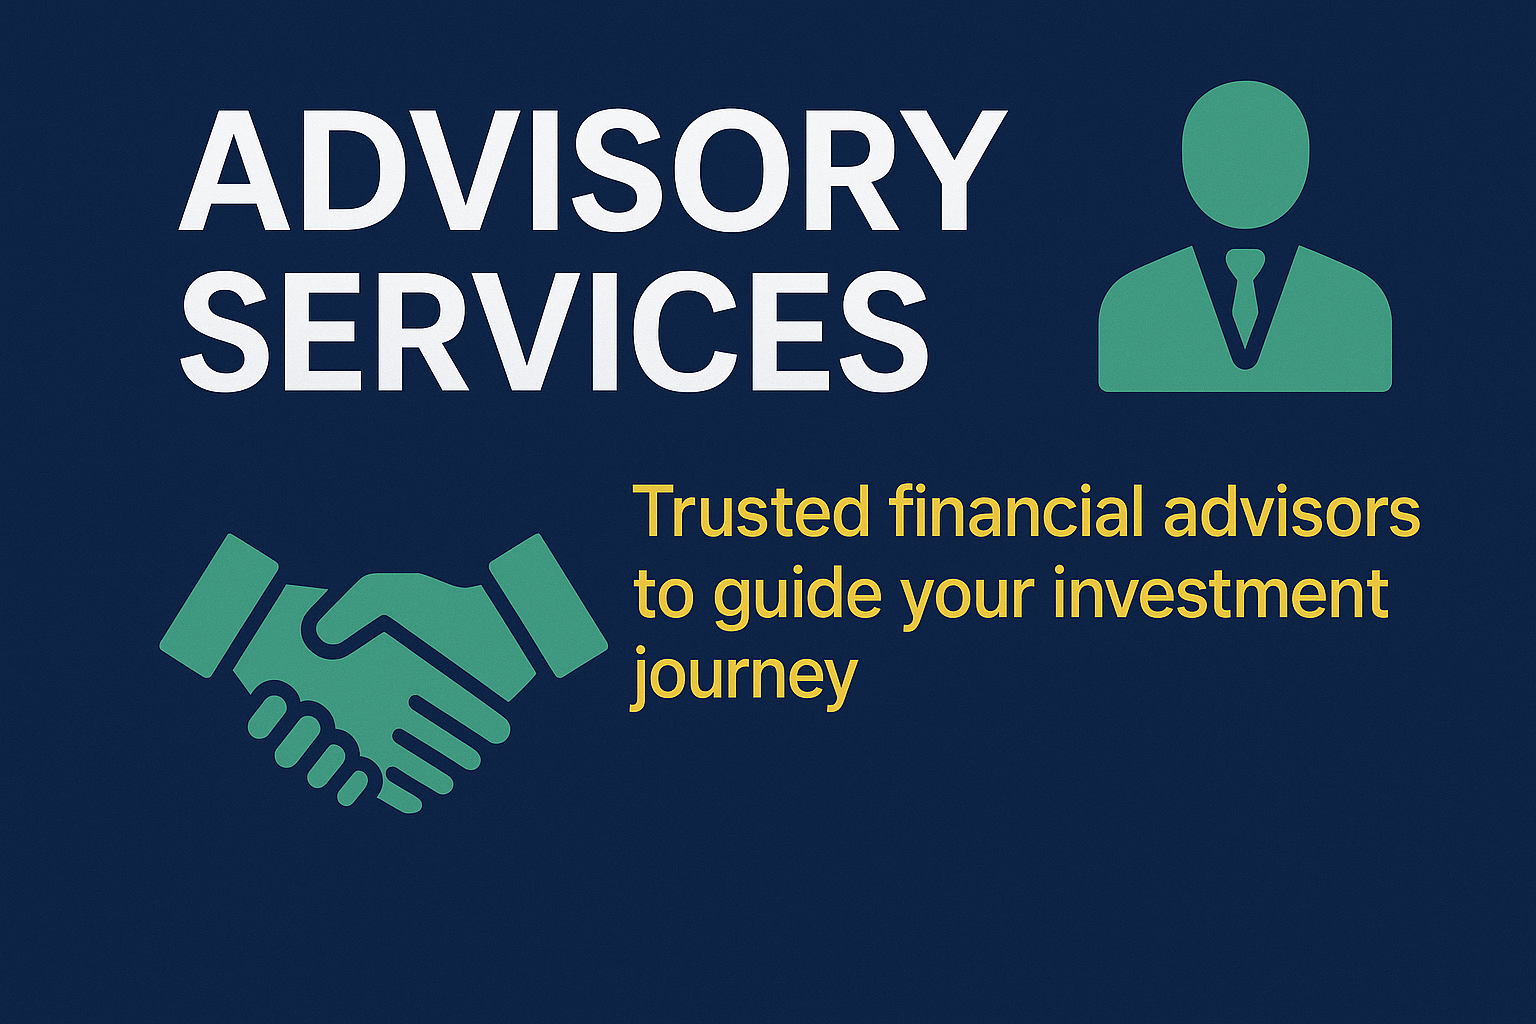 ADVISORY
SERVICES
Trusted financial advisors
to guide your investment
journey